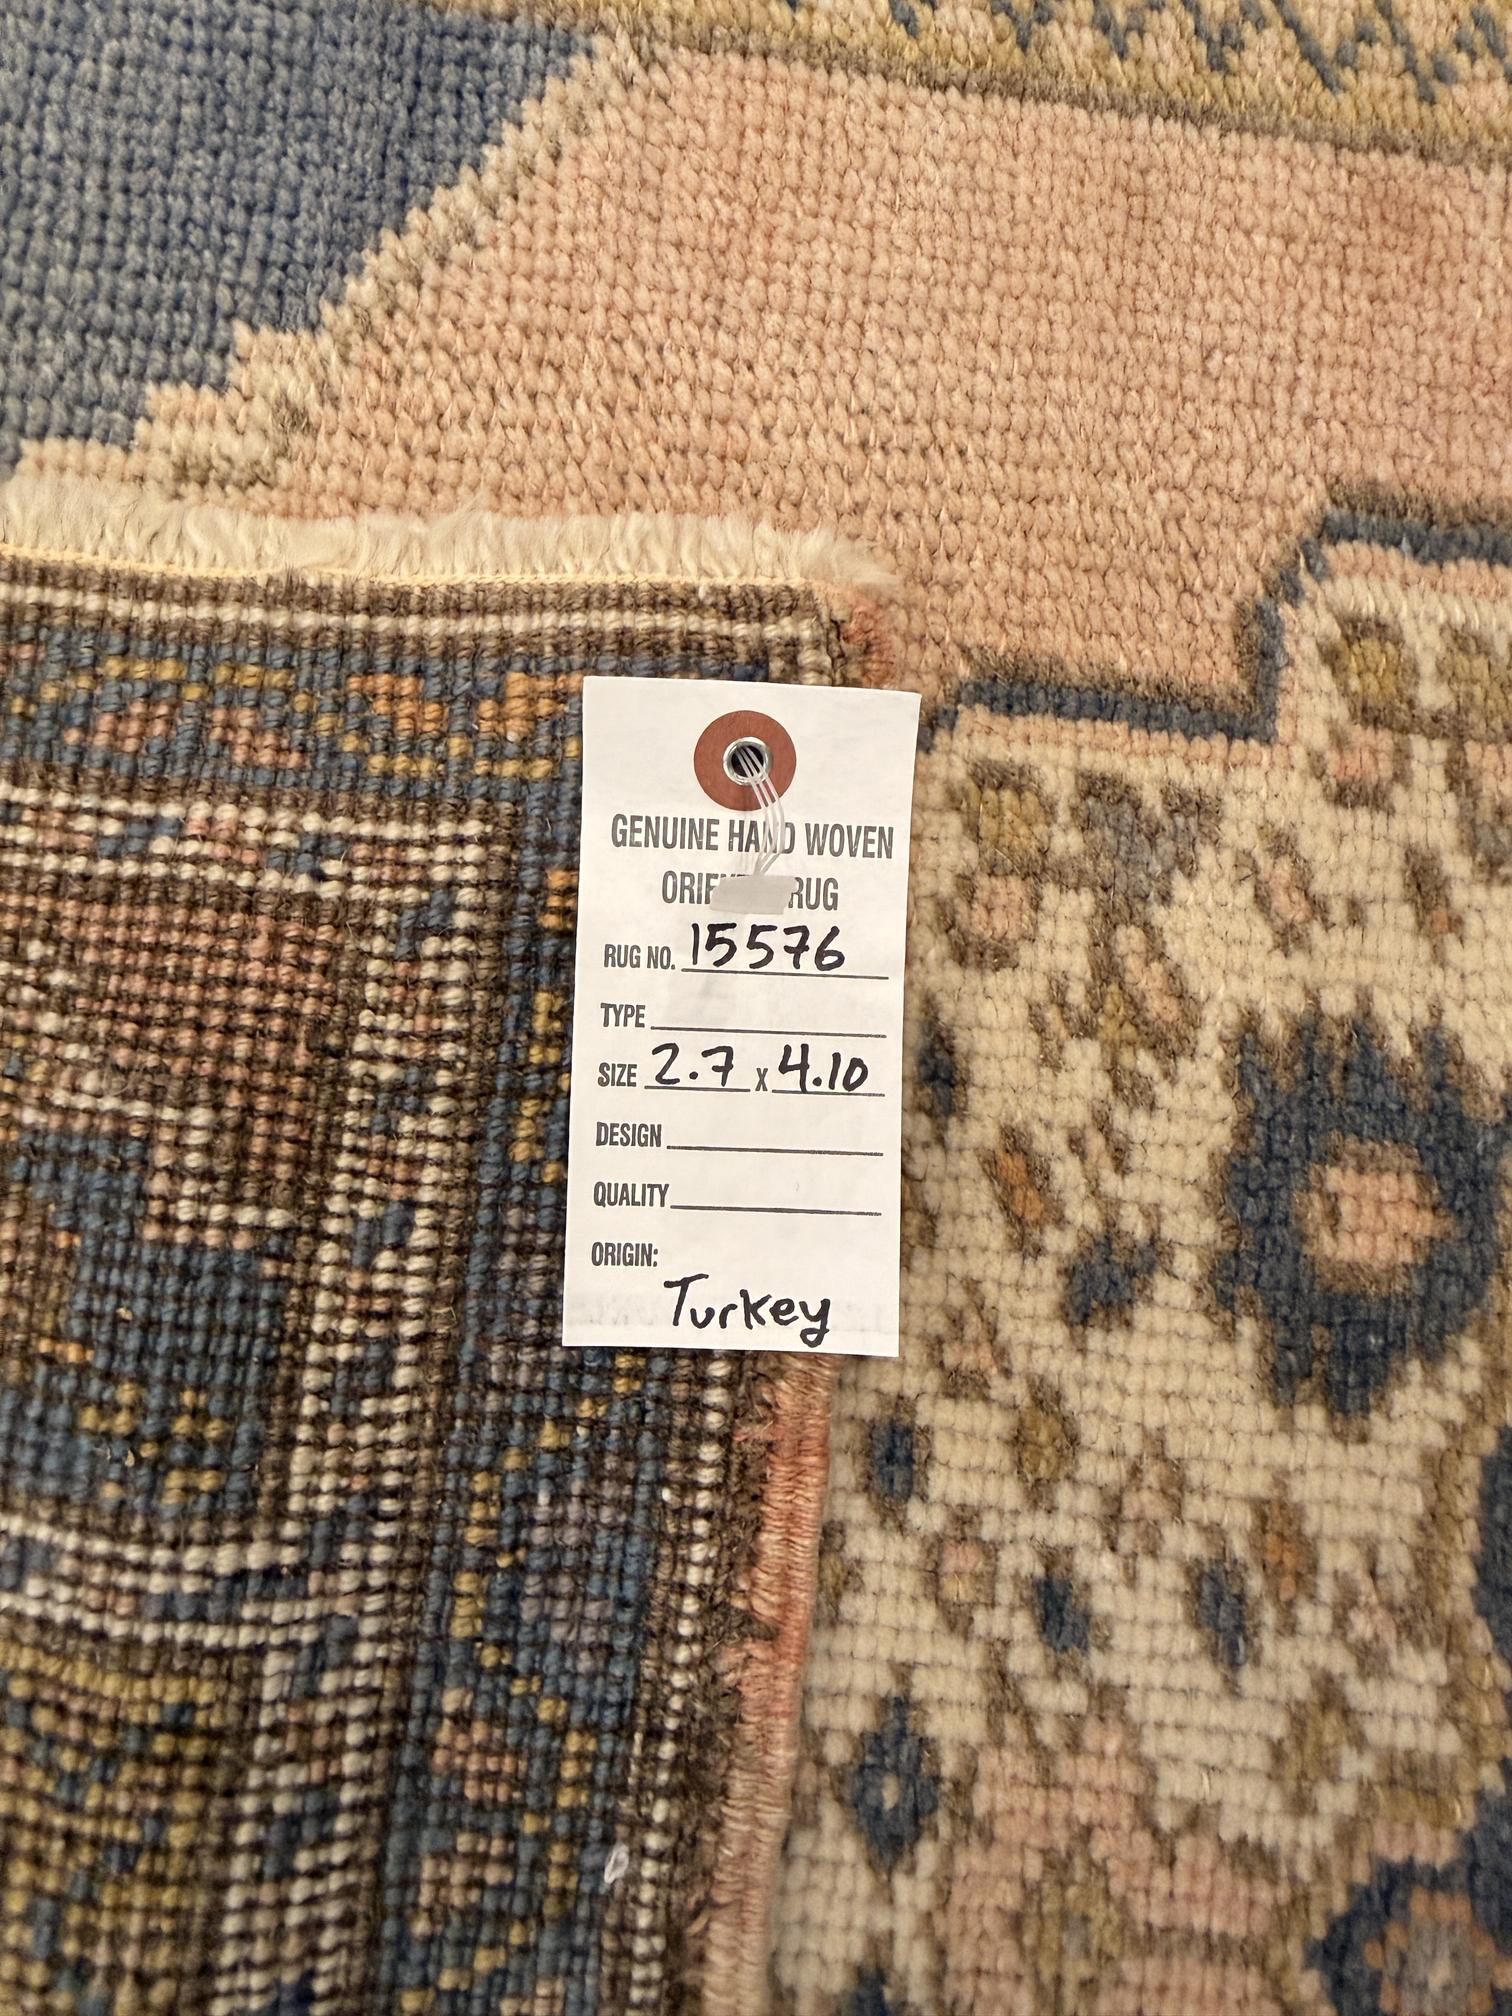 GENUINE HAND WOVEN
RUG
RUG NO. 15576
TYPE
SIZE 2.7 x 4.10
DESIGN
QUALITY
ORIGIN:
Turkey